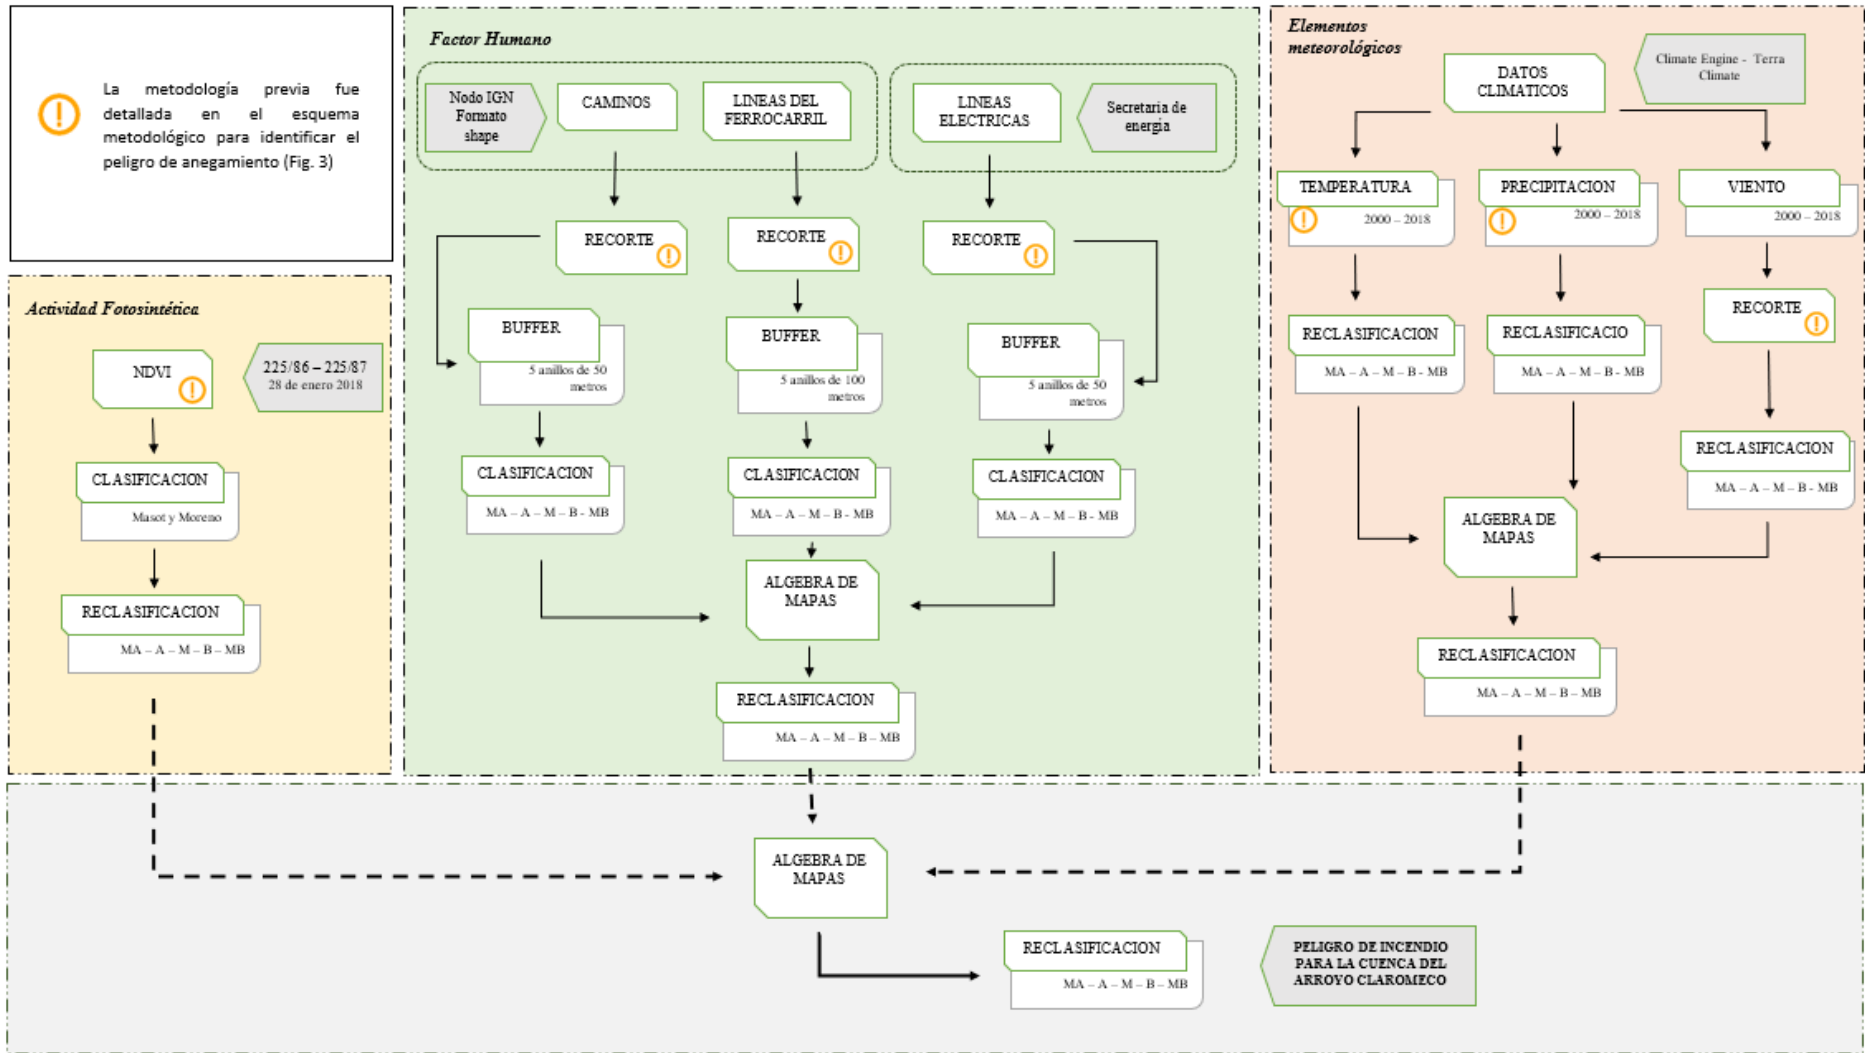 La metodología previa fue
detallada en el esquema
metodológico para identificar el
peligro de anegamiento (Fig. 3)
Actividad Fotosintética
NDVI
225/86 – 225/87
28 de enero 2018
CLASIFICACION
Masot y Moreno
RECLASIFICACION
MA – A – M – B – MB
Factor Humano
Nodo IGN
Formato
shape
CAMINOS
LINEAS DEL
FERROCARRIL
LINEAS
ELECTRICAS
Secretaria de
energia
RECORTE
RECORTE
RECORTE
BUFFER
5 anillos de 50
metros
BUFFER
5 anillos de 100
metros
BUFFER
5 anillos de 50
metros
CLASIFICACION
MA – A – M – B - MB
CLASIFICACION
MA – A – M – B - MB
CLASIFICACION
MA – A – M – B - MB
ALGEBRA DE
MAPAS
RECLASIFICACION
MA – A – M – B – MB
Elementos
meteorológicos
DATOS
CLIMATICOS
Climate Engine - Terra
Climate
TEMPERATURA
2000 – 2018
PRECIPITACION
2000 – 2018
VIENTO
2000 – 2018
RECORTE
RECLASIFICACION
MA – A – M – B - MB
RECLASIFICACIO
MA – A – M – B - MB
RECLASIFICACION
MA – A – M – B - MB
ALGEBRA DE
MAPAS
RECLASIFICACION
MA – A – M – B – MB
ALGEBRA DE
MAPAS
RECLASIFICACION
MA – A – M – B – MB
PELIGRO DE INCENDIO
PARA LA CUENCA DEL
ARROYO CLAROMECO